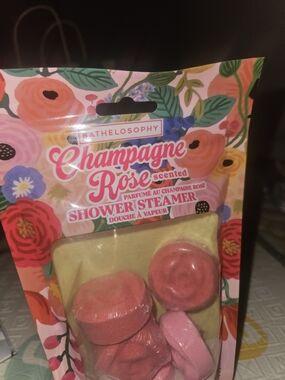 BATHELOSOPHY
Champagne
Rose scented
PARFUMÉ AU CHAMPAGNE ROSÉ
SHOWER STEAMER
DOUCHE À VAPEUR